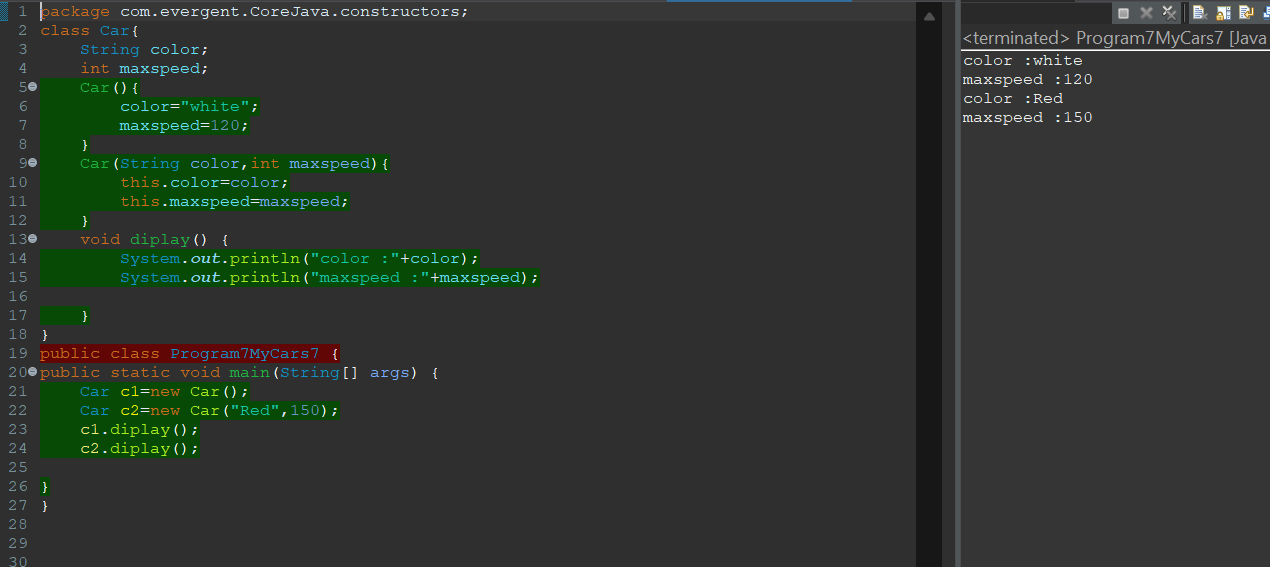 1 package com.evergent.CoreJava.constructors;
2 class Car{
3 String color;
4 int maxspeed;
5 Car(){
6 color="white";
7 maxspeed=120;
8 }
9 Car(String color,int maxspeed){
10 this.color=color;
11 this.maxspeed=maxspeed;
12 }
13 void diplay() {
14 System.out.println("color :"+color);
15 System.out.println("maxspeed :"+maxspeed);
16
17 }
18 }
19 public class Program7MyCars7 {
20 public static void main(String[] args) {
21 Car c1=new Car();
22 Car c2=new Car("Red",150);
23 c1.diplay();
24 c2.diplay();
25
26 }
27 }
28
29
30
<terminated> Program7MyCars7 [Java
color :white
maxspeed :120
color :Red
maxspeed :150